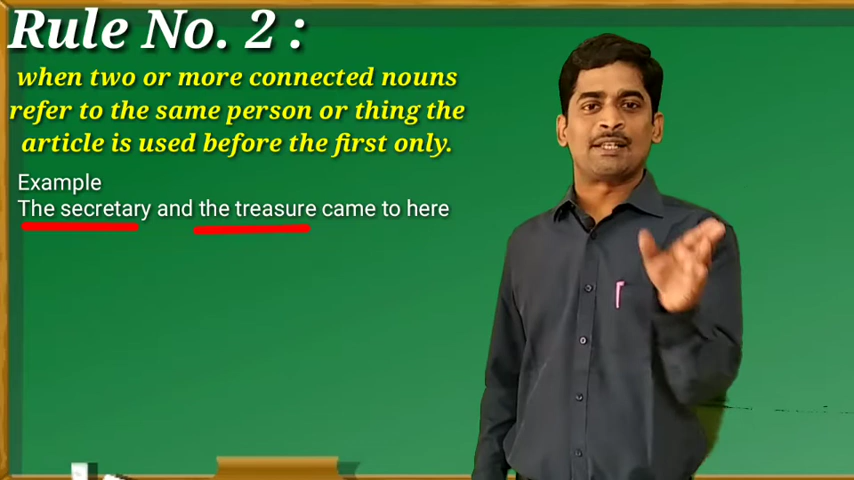 Rule No. 2 :
when two or more connected nouns
refer to the same person or thing the
article is used before the first only.
Example
The secretary and the treasure came to here